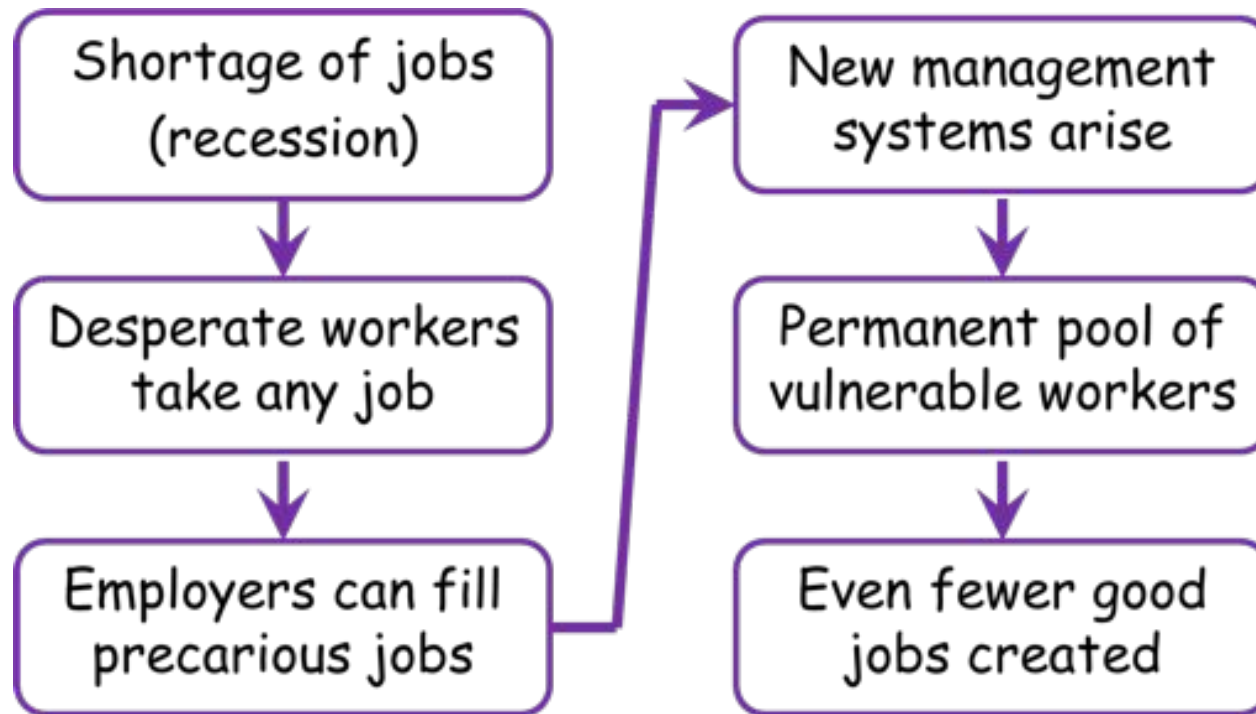 Shortage of jobs
(recession)
Desperate workers
take any job
Employers can fill
precarious jobs
New management
systems arise
Permanent pool of
vulnerable workers
Even fewer good
jobs created